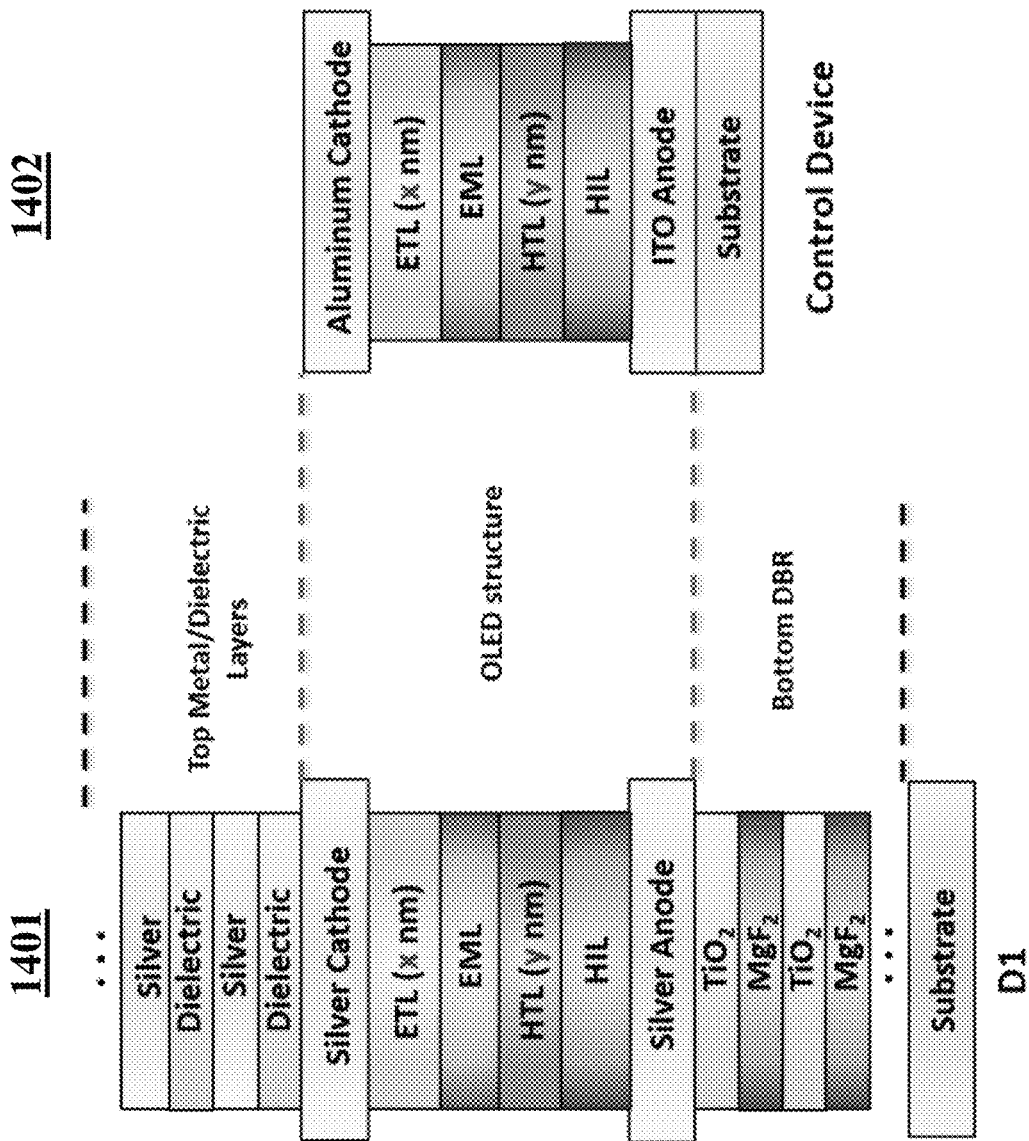 1401
• • •
Silver
Dielectric
Silver
Dielectric
Silver Cathode
ETL (x nm)
EML
HTL (y nm)
HIL
Silver Anode
TiO₂
MgF₂
TiO₂
MgF₂
• • •
Substrate
D1
Top Metal/Dielectric
Layers
OLED structure
Bottom DBR
1402
Aluminum Cathode
ETL (x nm)
EML
HTL (y nm)
HIL
ITO Anode
Substrate
Control Device